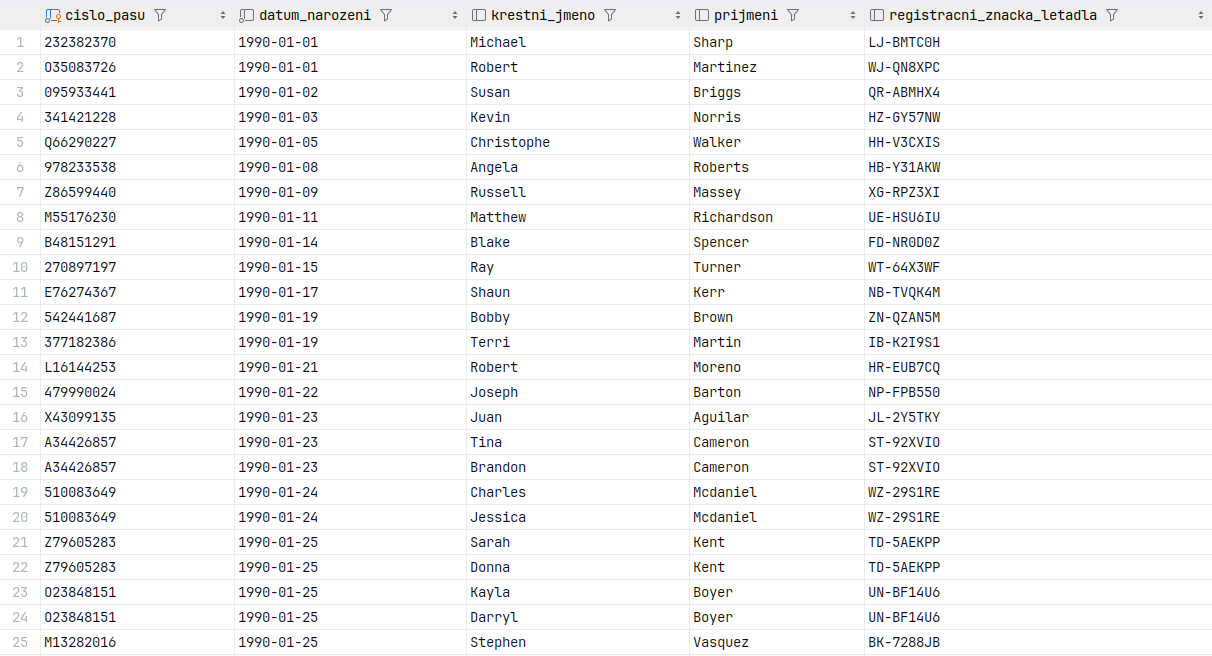 cislo_pasu datum_narozeni krestni_jmeno prijmeni registracni_znacka_letadla
1 232382370 1990-01-01 Michael Sharp LJ-BMTC0H
2 O35083726 1990-01-01 Robert Martinez WJ-QN8XPC
3 095933441 1990-01-02 Susan Briggs QR-ABMHX4
4 341421228 1990-01-03 Kevin Norris HZ-GY57NW
5 Q66290227 1990-01-05 Christophe Walker HH-V3CXIS
6 978233538 1990-01-08 Angela Roberts HB-Y31AKW
7 Z86599440 1990-01-09 Russell Massey XG-RPZ3XI
8 M55176230 1990-01-11 Matthew Richardson UE-HSU6IU
9 B48151291 1990-01-14 Blake Spencer FD-NR0D0Z
10 270897197 1990-01-15 Ray Turner WT-64X3WF
11 E76274367 1990-01-17 Shaun Kerr NB-TVQK4M
12 542441687 1990-01-19 Bobby Brown ZN-QZAN5M
13 377182386 1990-01-19 Terri Martin IB-K2I9S1
14 L16144253 1990-01-21 Robert Moreno HR-EUB7CQ
15 479990024 1990-01-22 Joseph Barton NP-FPB550
16 X43099135 1990-01-23 Juan Aguilar JL-2Y5TKY
17 A34426857 1990-01-23 Tina Cameron ST-92XVIO
18 A34426857 1990-01-23 Brandon Cameron ST-92XVIO
19 510083649 1990-01-24 Charles Mcdaniel WZ-29S1RE
20 510083649 1990-01-24 Jessica Mcdaniel WZ-29S1RE
21 Z79605283 1990-01-25 Sarah Kent TD-5AEKPP
22 Z79605283 1990-01-25 Donna Kent TD-5AEKPP
23 O23848151 1990-01-25 Kayla Boyer UN-BF14U6
24 O23848151 1990-01-25 Darryl Boyer UN-BF14U6
25 M13282016 1990-01-25 Stephen Vasquez BK-7288JB